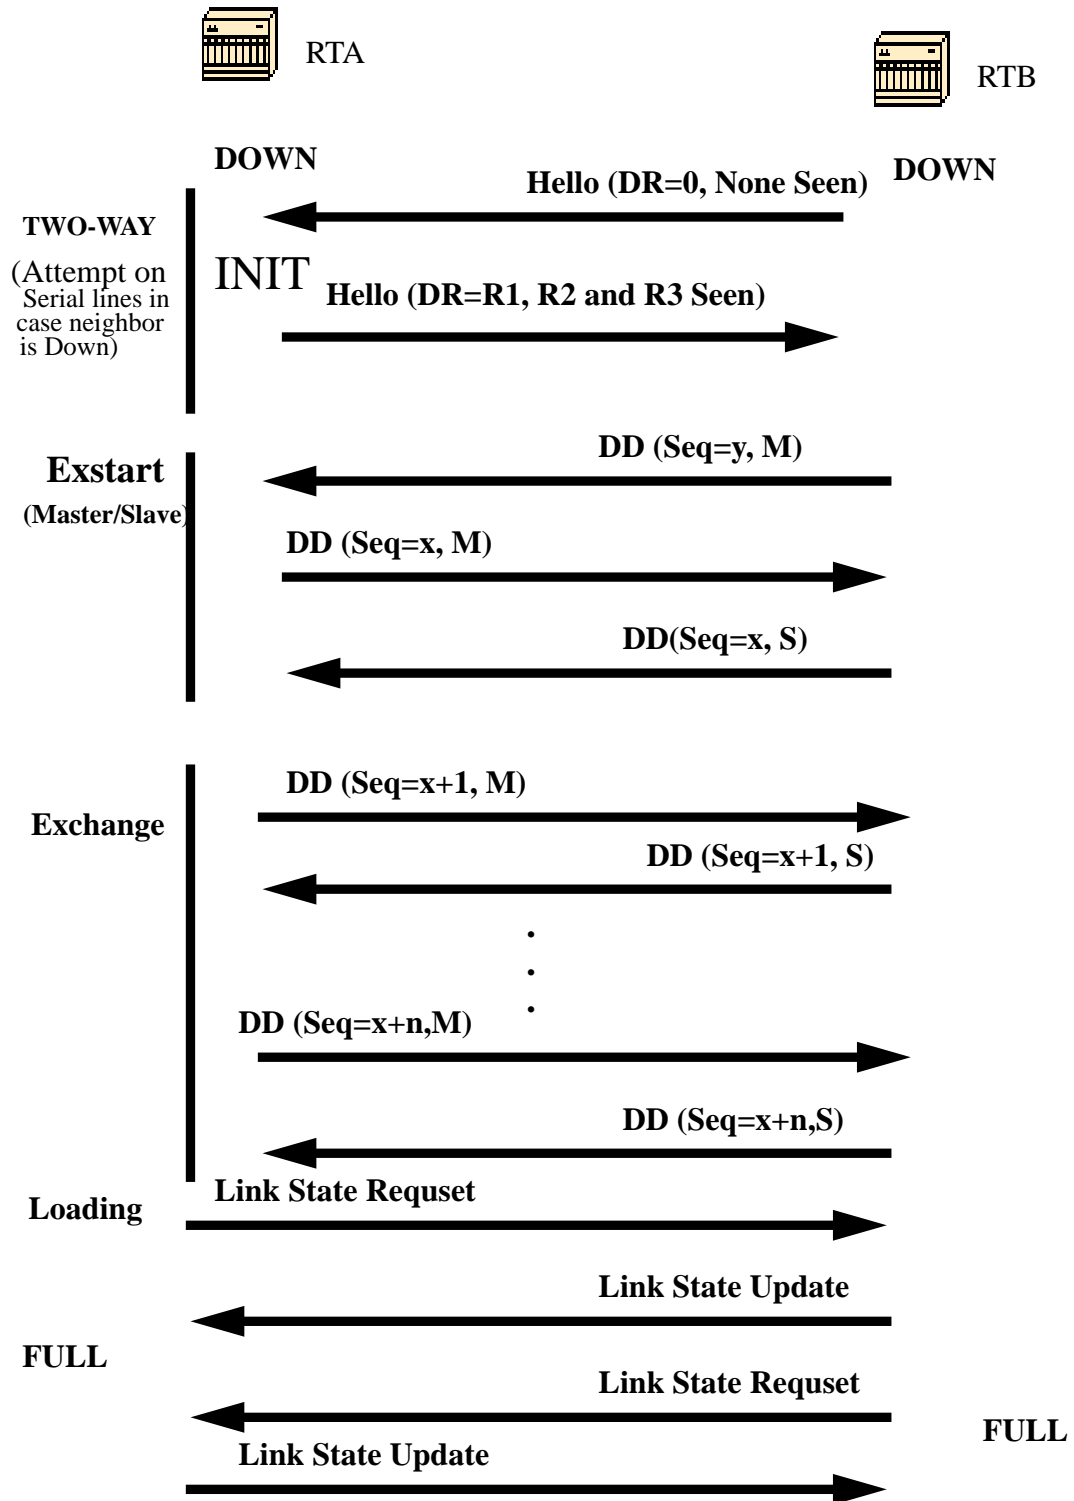 RTA
RTB
DOWN
DOWN
Hello (DR=0, None Seen)
TWO-WAY
(Attempt on
Serial lines in
case neighbor
is Down)
INIT
Hello (DR=R1, R2 and R3 Seen)
DD (Seq=y, M)
Exstart
(Master/Slave)
DD (Seq=x, M)
DD(Seq=x, S)
DD (Seq=x+1, M)
Exchange
DD (Seq=x+1, S)
.
.
.
DD (Seq=x+n,M)
DD (Seq=x+n,S)
Link State Requset
Loading
Link State Update
FULL
Link State Requset
FULL
Link State Update